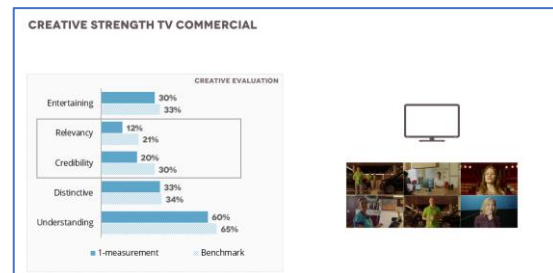 CREATIVE STRENGTH TV COMMERCIAL
CREATIVE EVALUATION
Entertaining
30%
33%
Relevancy
12%
21%
Credibility
20%
30%
Distinctive
33%
34%
Understanding
60%
65%
1-measurement
Benchmark